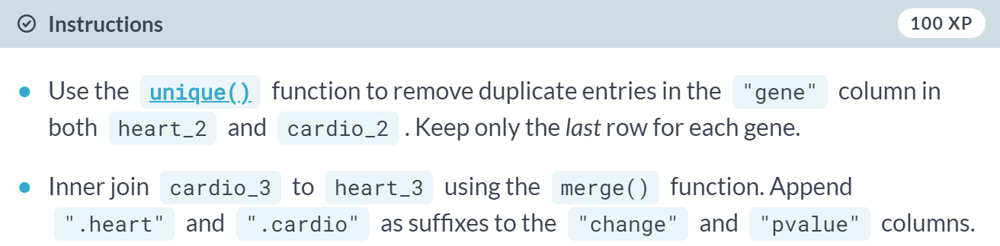 Instructions
100 XP
Use the unique() function to remove duplicate entries in the "gene" column in
both heart_2 and cardio_2 . Keep only the last row for each gene.
Inner join cardio_3 to heart_3 using the merge() function. Append
".heart" and ".cardio" as suffixes to the "change" and "pvalue" columns.